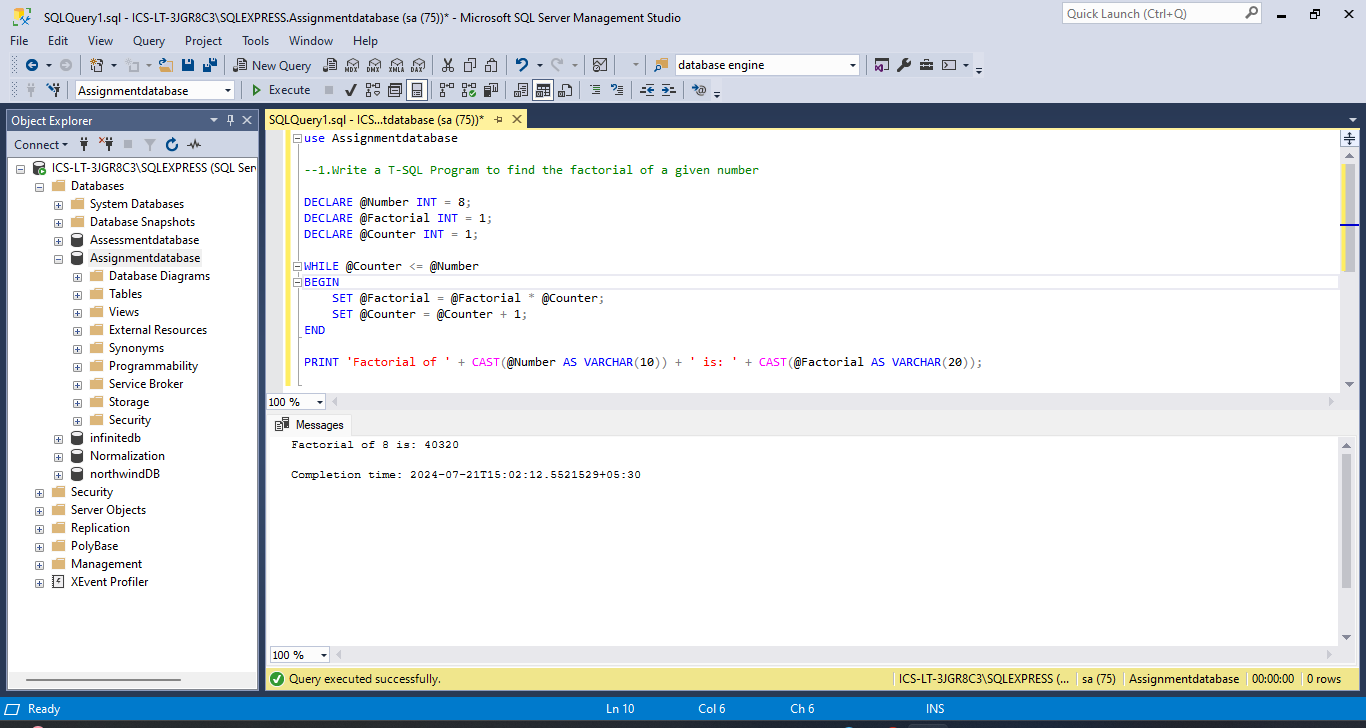 SQLQuery1.sql - ICS-LT-3JGR8C3\SQLEXPRESS.Assignmentdatabase (sa (75))* - Microsoft SQL Server Management Studio
Quick Launch (Ctrl+Q)
File Edit View Query Project Tools Window Help
New Query MDX DMX XMLA DAX database engine
Assignmentdatabase Execute
Object Explorer
Connect
ICS-LT-3JGR8C3\SQLEXPRESS (SQL Ser
Databases
System Databases
Database Snapshots
Assessmentdatabase
Assignmentdatabase
Database Diagrams
Tables
Views
External Resources
Synonyms
Programmability
Service Broker
Storage
Security
infinitedb
Normalization
northwindDB
Security
Server Objects
Replication
PolyBase
Management
XEvent Profiler
SQLQuery1.sql - ICS...tdatabase (sa (75))*
use Assignmentdatabase
--1.Write a T-SQL Program to find the factorial of a given number
DECLARE @Number INT = 8;
DECLARE @Factorial INT = 1;
DECLARE @Counter INT = 1;
WHILE @Counter <= @Number
BEGIN
SET @Factorial = @Factorial * @Counter;
SET @Counter = @Counter + 1;
END
PRINT 'Factorial of ' + CAST(@Number AS VARCHAR(10)) + ' is: ' + CAST(@Factorial AS VARCHAR(20));
100 %
Messages
Factorial of 8 is: 40320
Completion time: 2024-07-21T15:02:12.5521529+05:30
100 %
Query executed successfully. ICS-LT-3JGR8C3\SQLEXPRESS (... sa (75) Assignmentdatabase 00:00:00 0 rows
Ready Ln 10 Col 6 Ch 6 INS